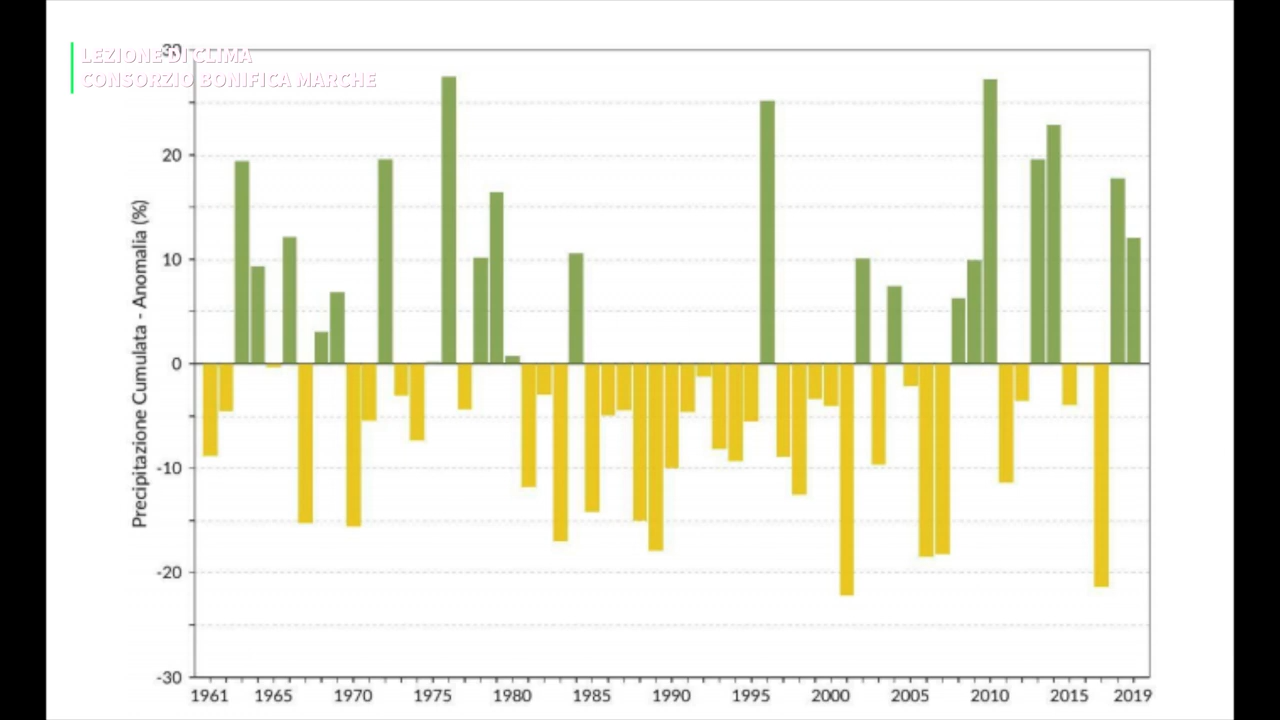 LEZIONE DI CLIMA
CONSORZIO BONIFICA MARCHE
30
20
10
0
-10
-20
-30
Precipitazione Cumulata - Anomalia (%)
1961 1965 1970 1975 1980 1985 1990 1995 2000 2005 2010 2015 2019